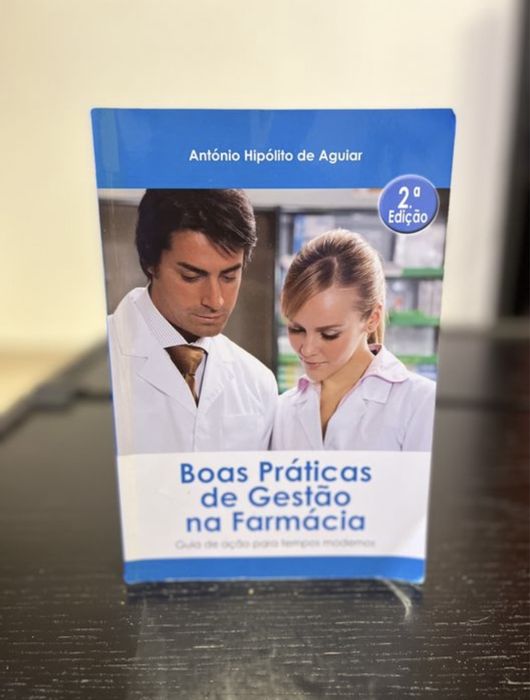 António Hipólito de Aguiar
2.ª
Edição
Boas Práticas
de Gestão
na Farmácia
Guia de ação para tempos modernos